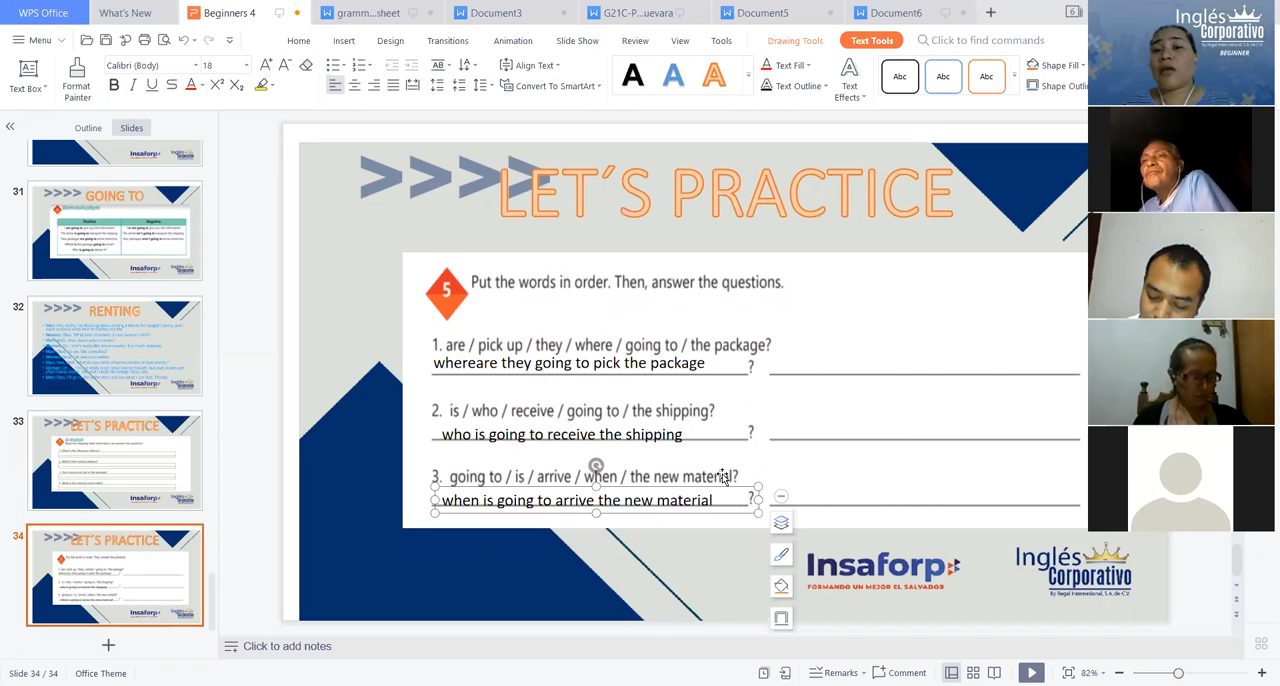 WPS Office
What's New
Beginners 4
gramm...sheet
Document3
G21C-P...uevara
Document5
Document6
6
Menu
Home
Insert
Design
Transitions
Animation
Slide Show
Review
View
Tools
Drawing Tools
Text Tools
Click to find commands
Text Box
Format Painter
Calibri (Body)
18
Align Text
Convert To SmartArt
A A A
Text Fill
Text Outline
Text Effects
Abc
Abc
Abc
Shape Fill
Shape Outli
Outline
Slides
31
GOING TO
32
RENTING
33
LET´S PRACTICE
34
LET´S PRACTICE
LET´S PRACTICE
5
Put the words in order. Then, answer the questions.
1. are / pick up / they / where / going to / the package?
whereare they going to pick the package
?
2. is / who / receive / going to / the shipping?
who is going to receive the shipping
?
3. going to / is / arrive / when / the new material?
when is going to arrive the new material
?
Insaforp
FORMANDO UN MEJOR EL SALVADOR
Inglés
Corporativo
By Regal International, S.A. de C.V.
Inglés
Corporativo
By Regal International, S.A. de C.V.
BEGINNER
Click to add notes
Slide 34 / 34
Office Theme
Remarks
Comment
82%